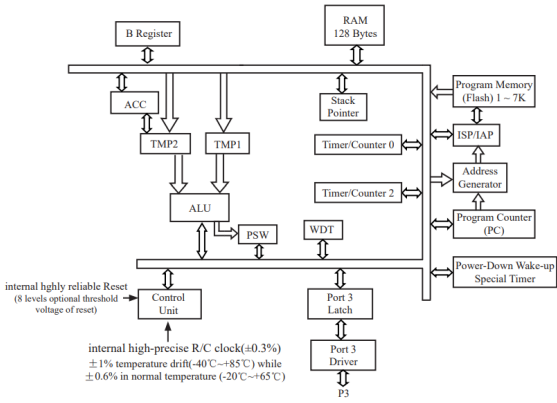 B Register
RAM
128 Bytes
ACC
Stack
Pointer
Program Memory
(Flash) 1 ~ 7K
TMP2
TMP1
Timer/Counter 0
ISP/IAP
Address
Generator
Timer/Counter 2
ALU
PSW
WDT
Program Counter
(PC)
Power-Down Wake-up
Special Timer
internal hghly reliable Reset
(8 levels optional threshold
voltage of reset)
Control
Unit
Port 3
Latch
internal high-precise R/C clock(±0.3%)
±1% temperature drift(-40℃~+85℃) while
±0.6% in normal temperature (-20℃~+65℃)
Port 3
Driver
P3